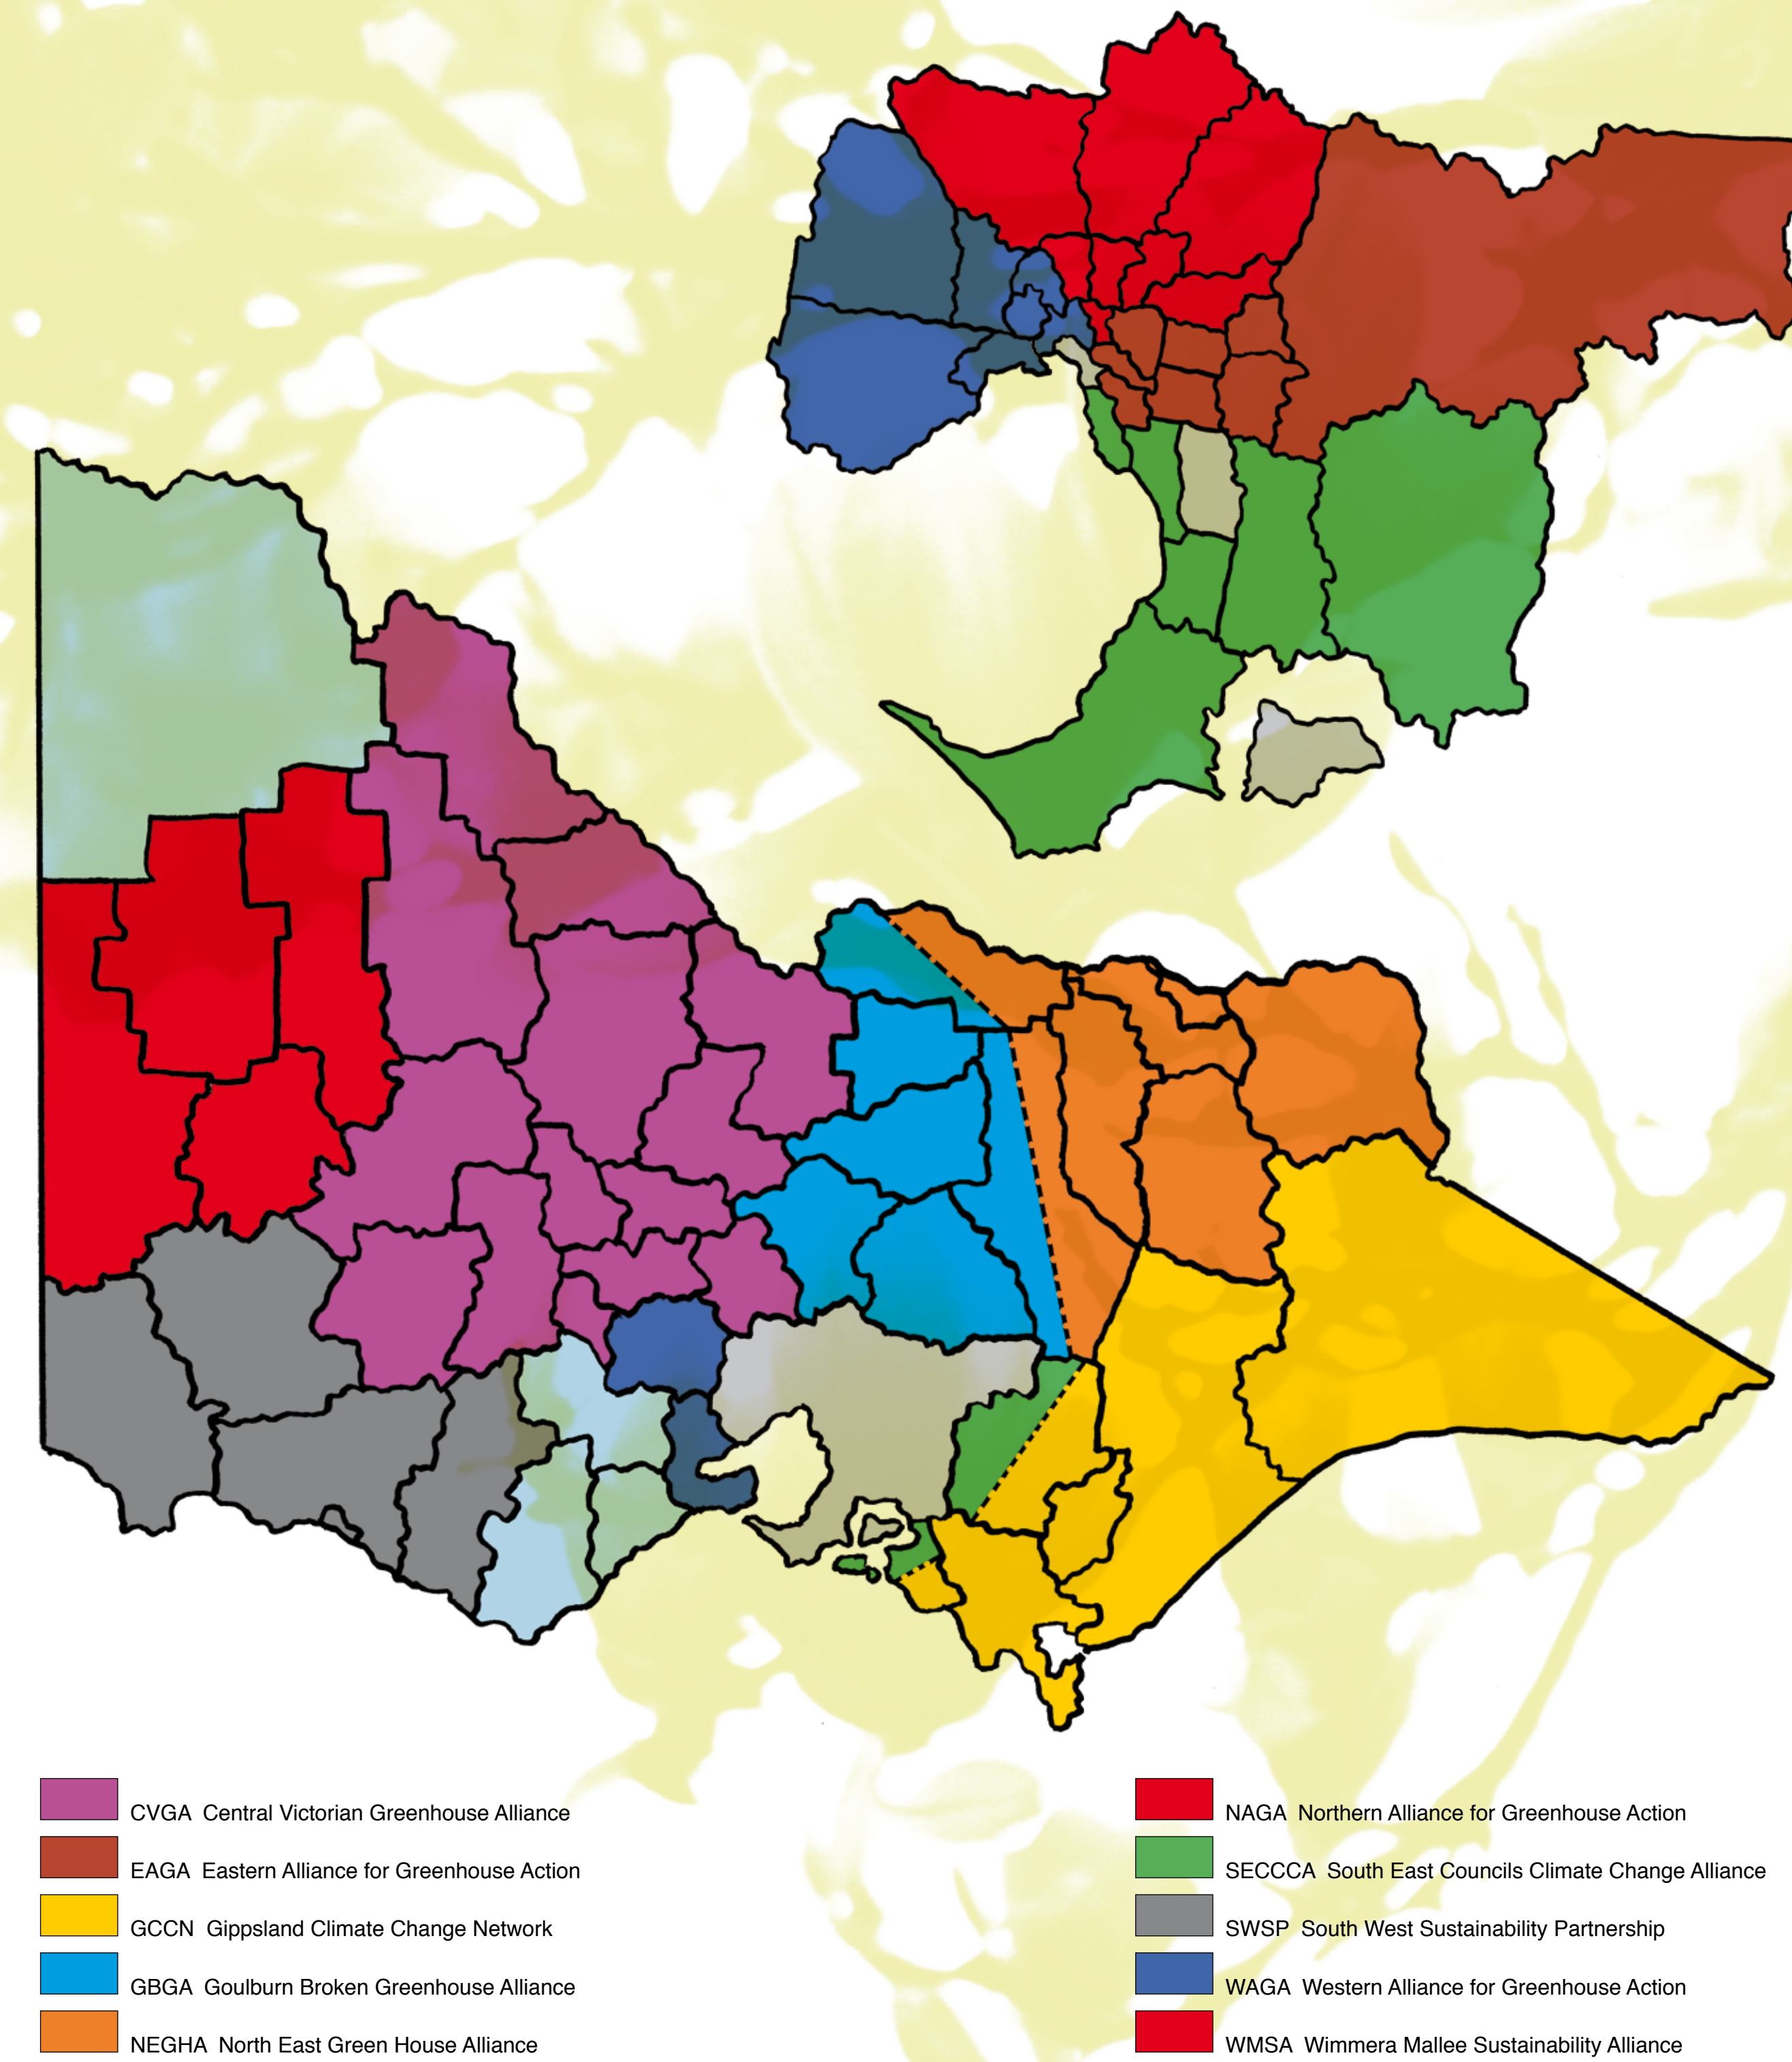 CVGA Central Victorian Greenhouse Alliance
EAGA Eastern Alliance for Greenhouse Action
GCCN Gippsland Climate Change Network
GBGA Goulburn Broken Greenhouse Alliance
NEGHA North East Green House Alliance
NAGA Northern Alliance for Greenhouse Action
SECCCA South East Councils Climate Change Alliance
SWSP South West Sustainability Partnership
WAGA Western Alliance for Greenhouse Action
WMSA Wimmera Mallee Sustainability Alliance